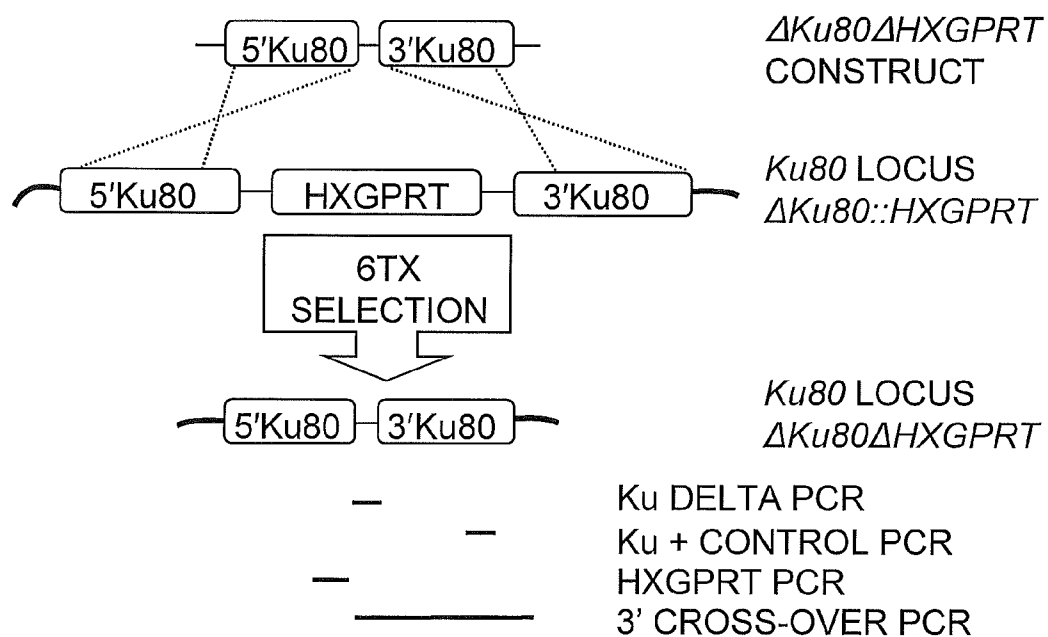 5'Ku80 3'Ku80 ΔKu80ΔHXGPRT
CONSTRUCT
5'Ku80 HXGPRT 3'Ku80 Ku80 LOCUS
ΔKu80::HXGPRT
6TX
SELECTION
5'Ku80 3'Ku80 Ku80 LOCUS
ΔKu80ΔHXGPRT
Ku DELTA PCR
Ku + CONTROL PCR
HXGPRT PCR
3' CROSS-OVER PCR